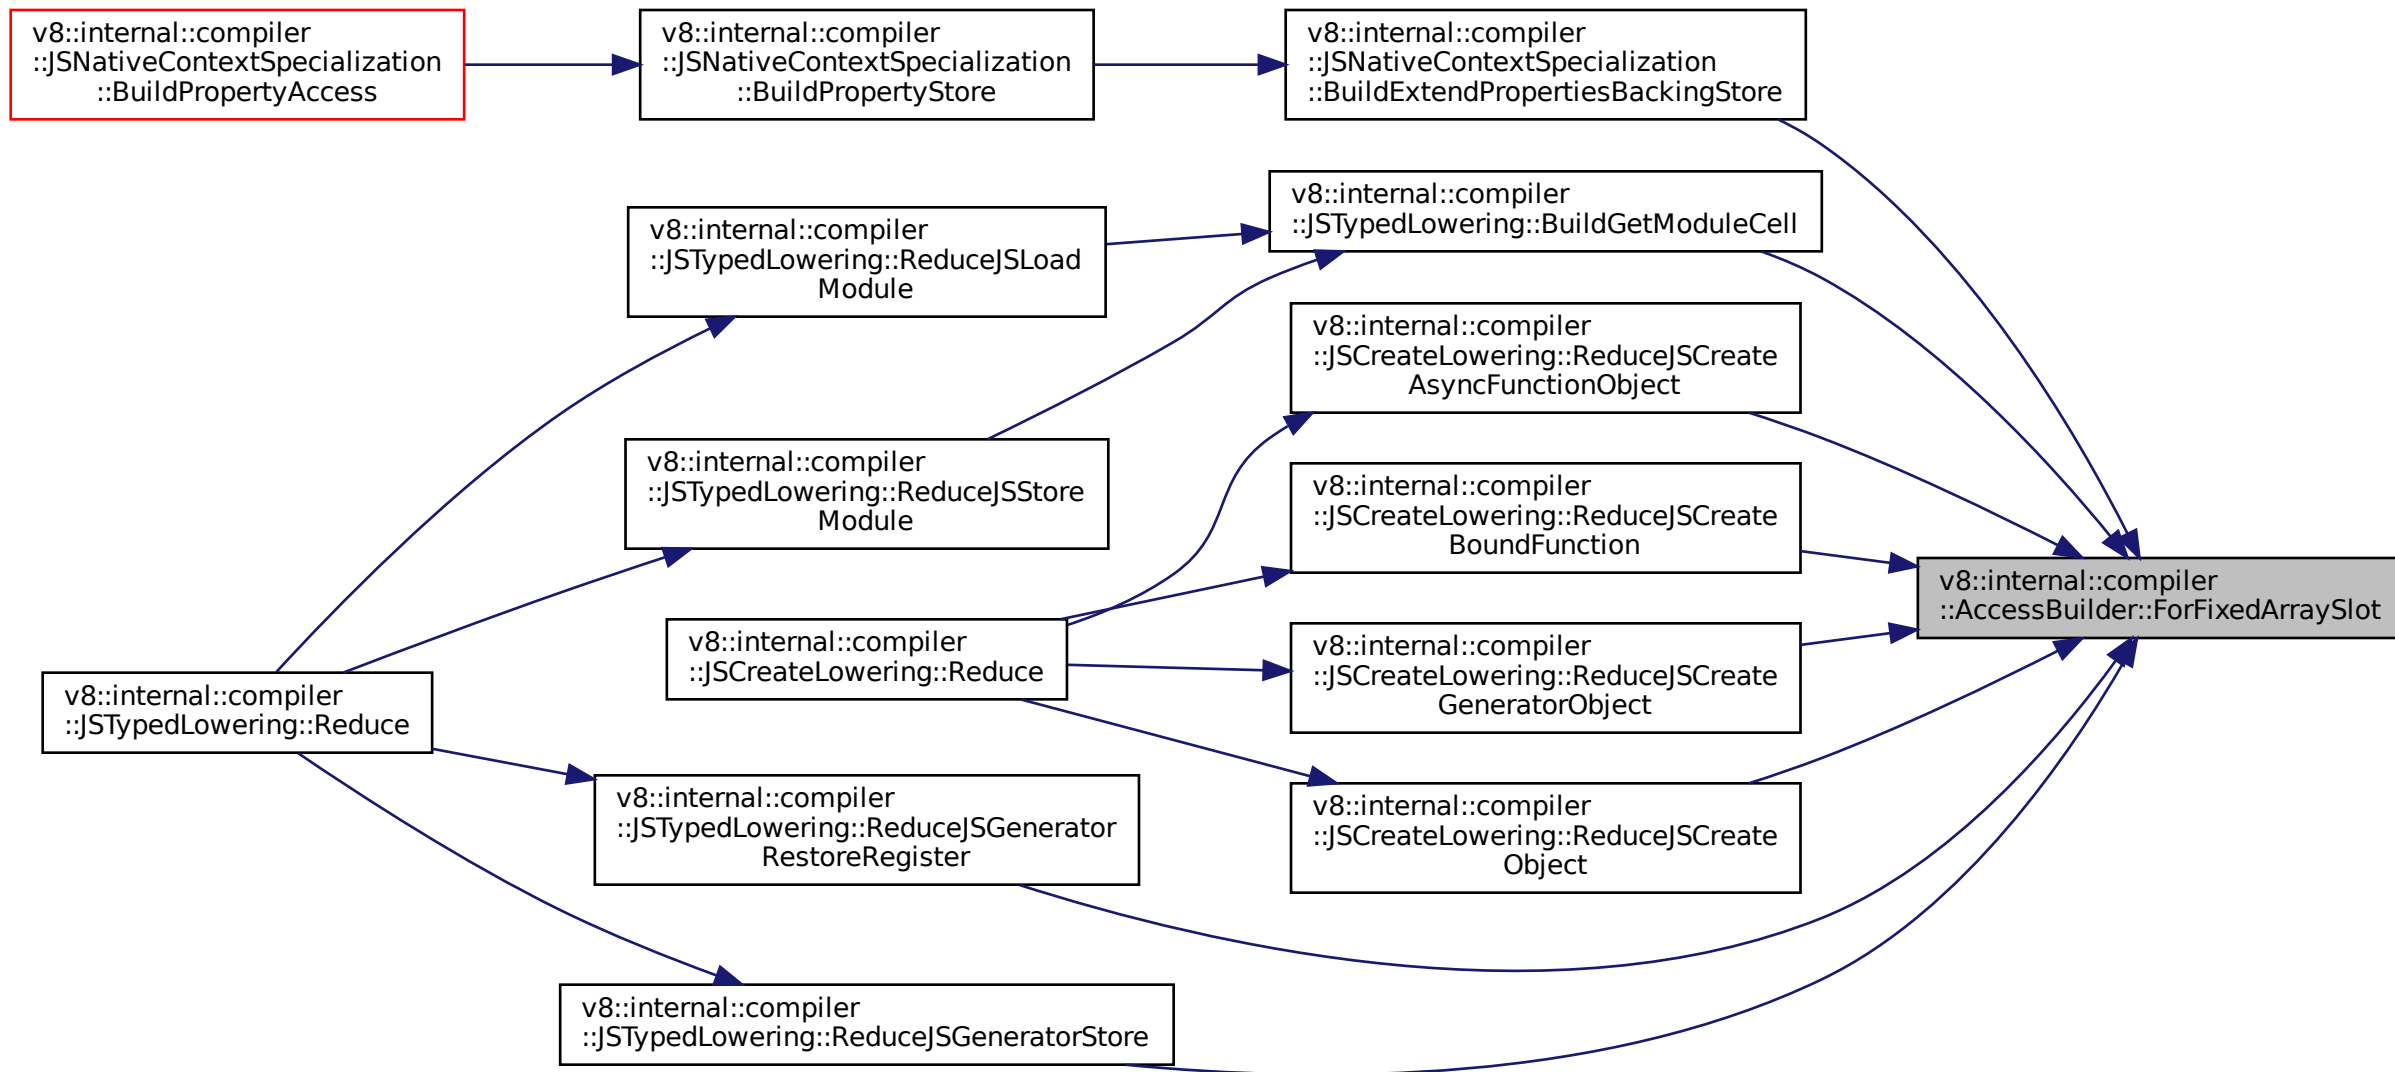 v8::internal::compiler
::JSNativeContextSpecialization
::BuildPropertyAccess
v8::internal::compiler
::JSNativeContextSpecialization
::BuildPropertyStore
v8::internal::compiler
::JSNativeContextSpecialization
::BuildExtendPropertiesBackingStore
v8::internal::compiler
::JSTypedLowering::BuildGetModuleCell
v8::internal::compiler
::JSTypedLowering::ReduceJSLoad
Module
v8::internal::compiler
::JSCreateLowering::ReduceJSCreate
AsyncFunctionObject
v8::internal::compiler
::JSTypedLowering::ReduceJSStore
Module
v8::internal::compiler
::JSCreateLowering::ReduceJSCreate
BoundFunction
v8::internal::compiler
::AccessBuilder::ForFixedArraySlot
v8::internal::compiler
::JSCreateLowering::Reduce
v8::internal::compiler
::JSCreateLowering::ReduceJSCreate
GeneratorObject
v8::internal::compiler
::JSTypedLowering::Reduce
v8::internal::compiler
::JSTypedLowering::ReduceJSGenerator
RestoreRegister
v8::internal::compiler
::JSCreateLowering::ReduceJSCreate
Object
v8::internal::compiler
::JSTypedLowering::ReduceJSGeneratorStore